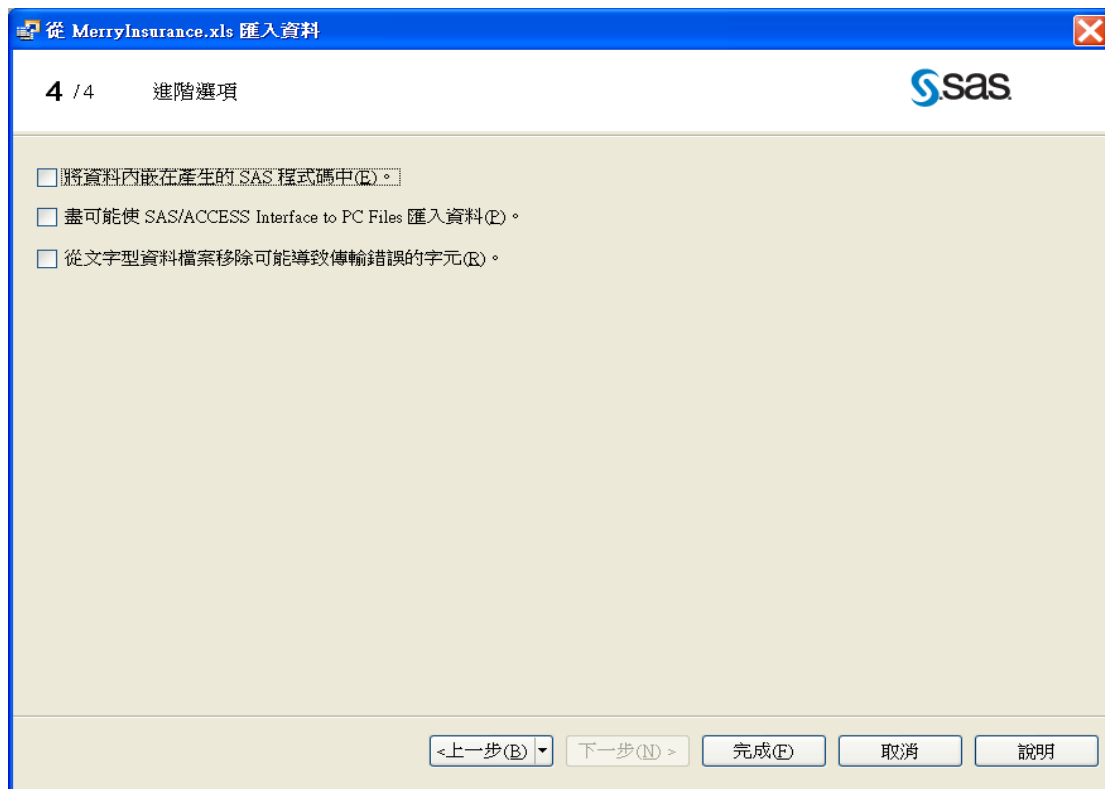 從 MerryInsurance.xls 匯入資料
4 /4 進階選項
sas
將資料內嵌在產生的 SAS 程式碼中(E)。
盡可能使 SAS/ACCESS Interface to PC Files 匯入資料(P)。
從文字型資料檔案移除可能導致傳輸錯誤的字元(R)。
<上一步(B) 下一步(N) > 完成(F) 取消 說明